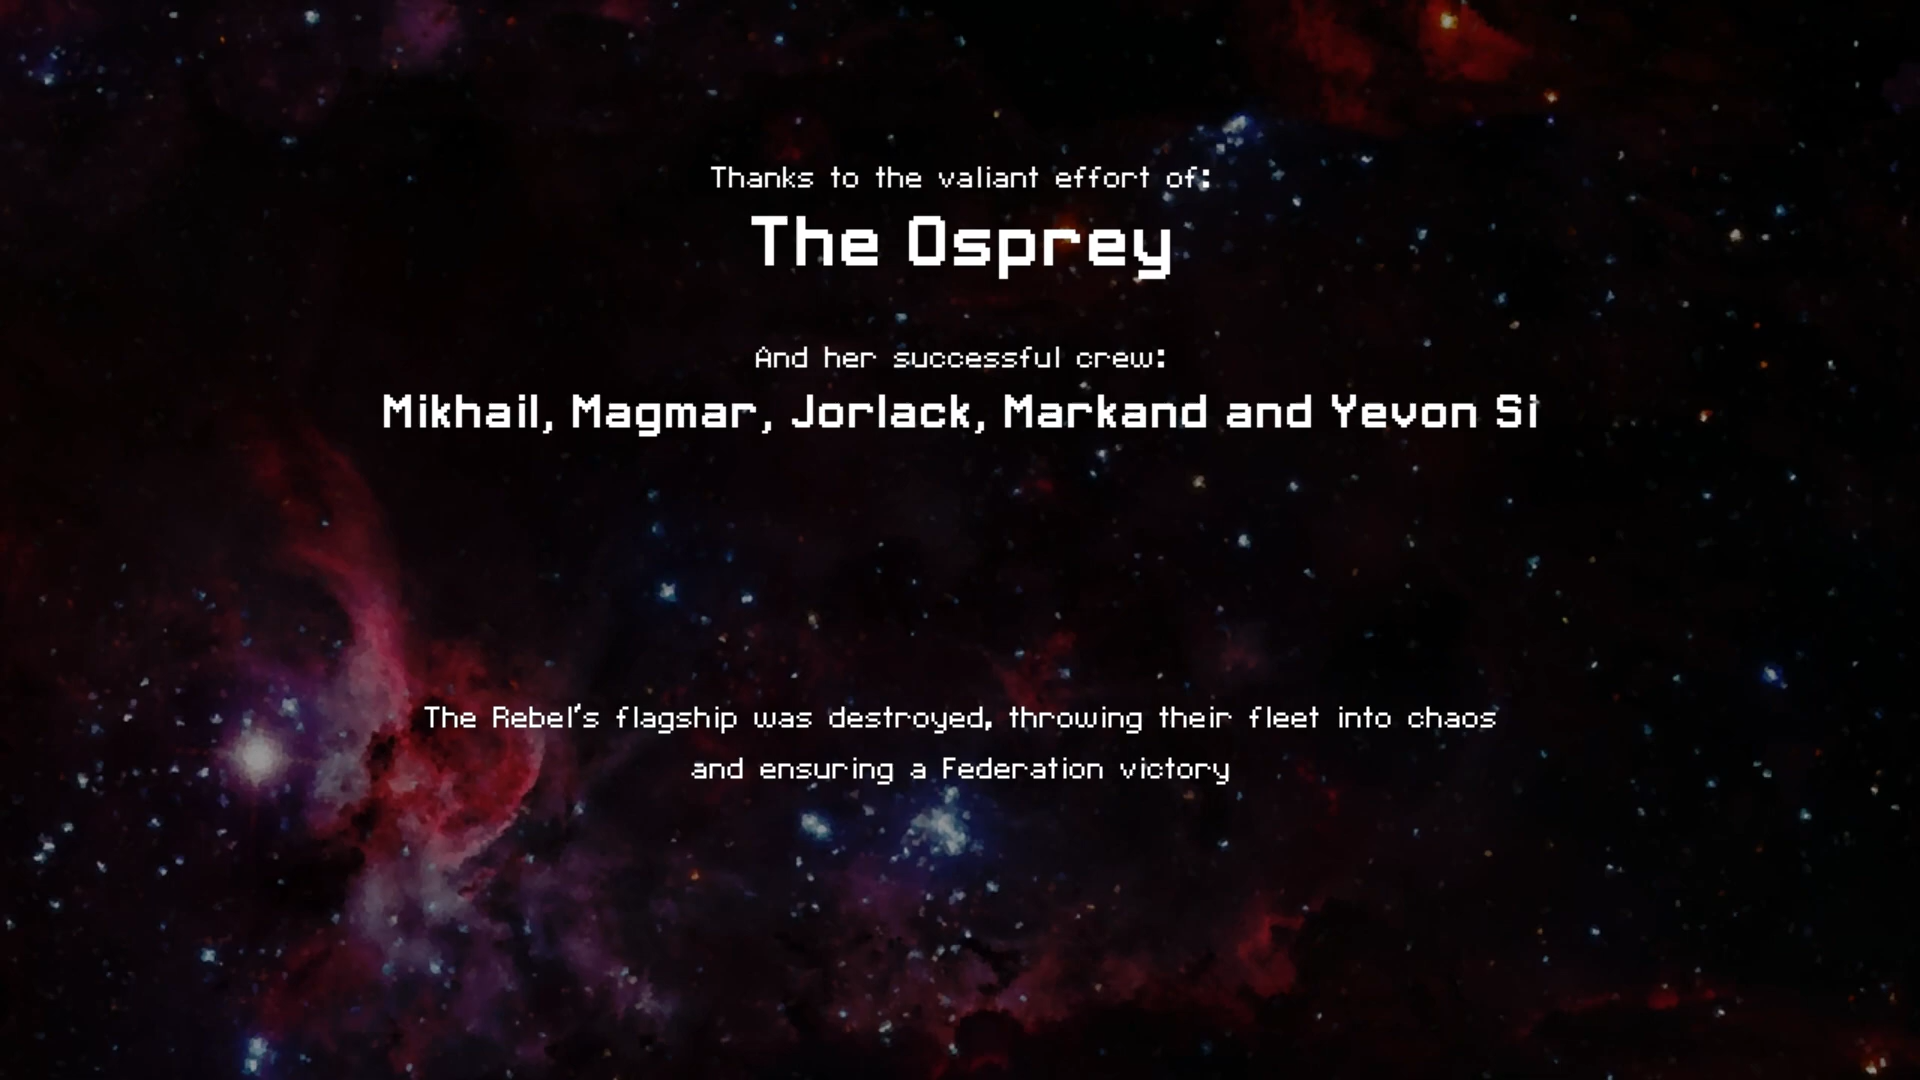 Thanks to the valiant effort of:
The Osprey
And her successful crew:
Mikhail, Magmar, Jorlack, Markand and Yevon Si
The Rebel's flagship was destroyed, throwing their fleet into chaos
and ensuring a Federation victory